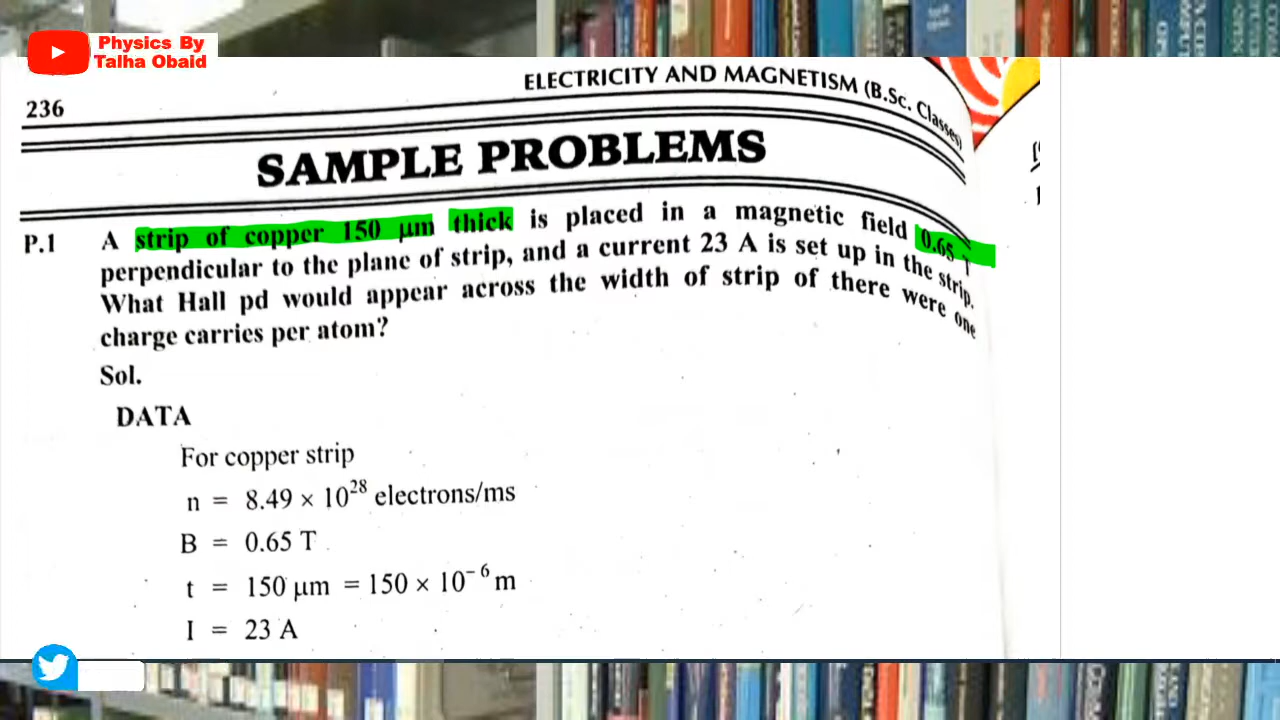 Physics By
Talha Obaid
236
ELECTRICITY AND MAGNETISM (B.Sc. Classes)
SAMPLE PROBLEMS
P.1 A strip of copper 150 μm thick is placed in a magnetic field 0.65 T
perpendicular to the plane of strip, and a current 23 A is set up in the strip.
What Hall pd would appear across the width of strip of there were one
charge carries per atom?
Sol.
DATA
For copper strip
n = 8.49 × 10²⁸ electrons/ms
B = 0.65 T
t = 150 μm = 150 × 10⁻⁶ m
I = 23 A